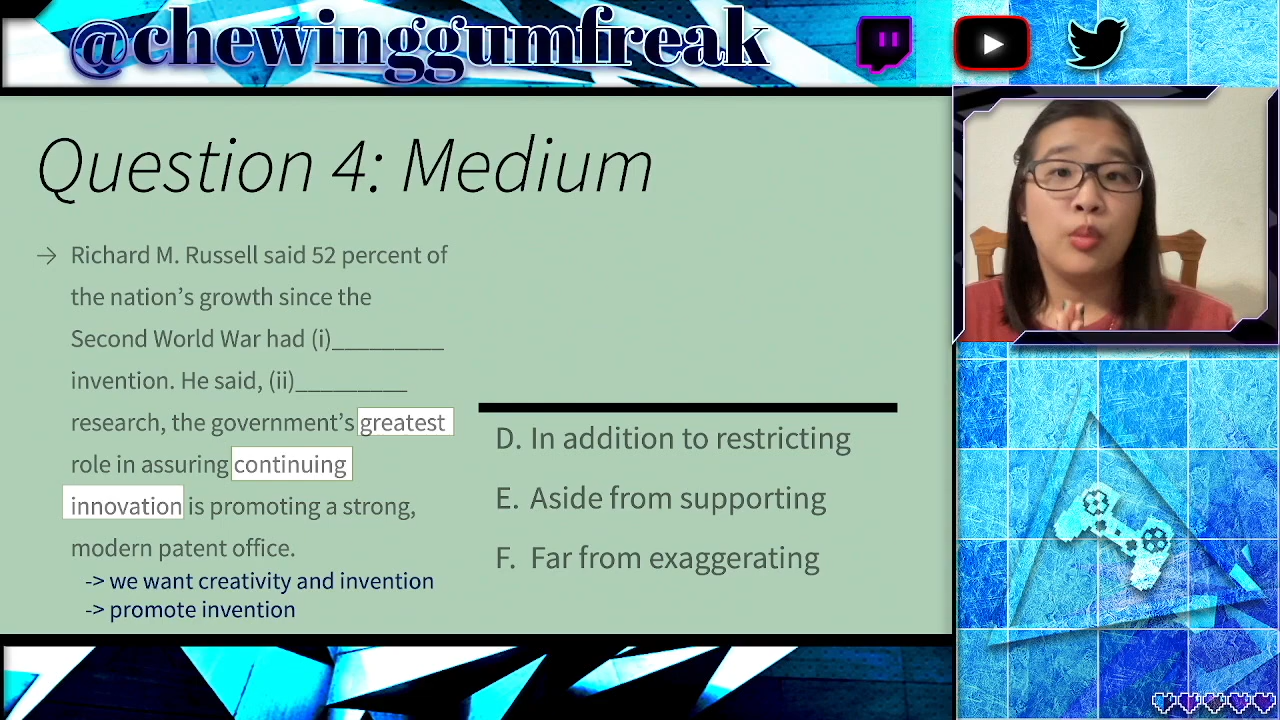 @chewinggumfreak
Question 4: Medium
→ Richard M. Russell said 52 percent of
the nation’s growth since the
Second World War had (i)_________
invention. He said, (ii)_________
research, the government’s greatest
role in assuring continuing
innovation is promoting a strong,
modern patent office.
-> we want creativity and invention
-> promote invention
D. In addition to restricting
E. Aside from supporting
F. Far from exaggerating